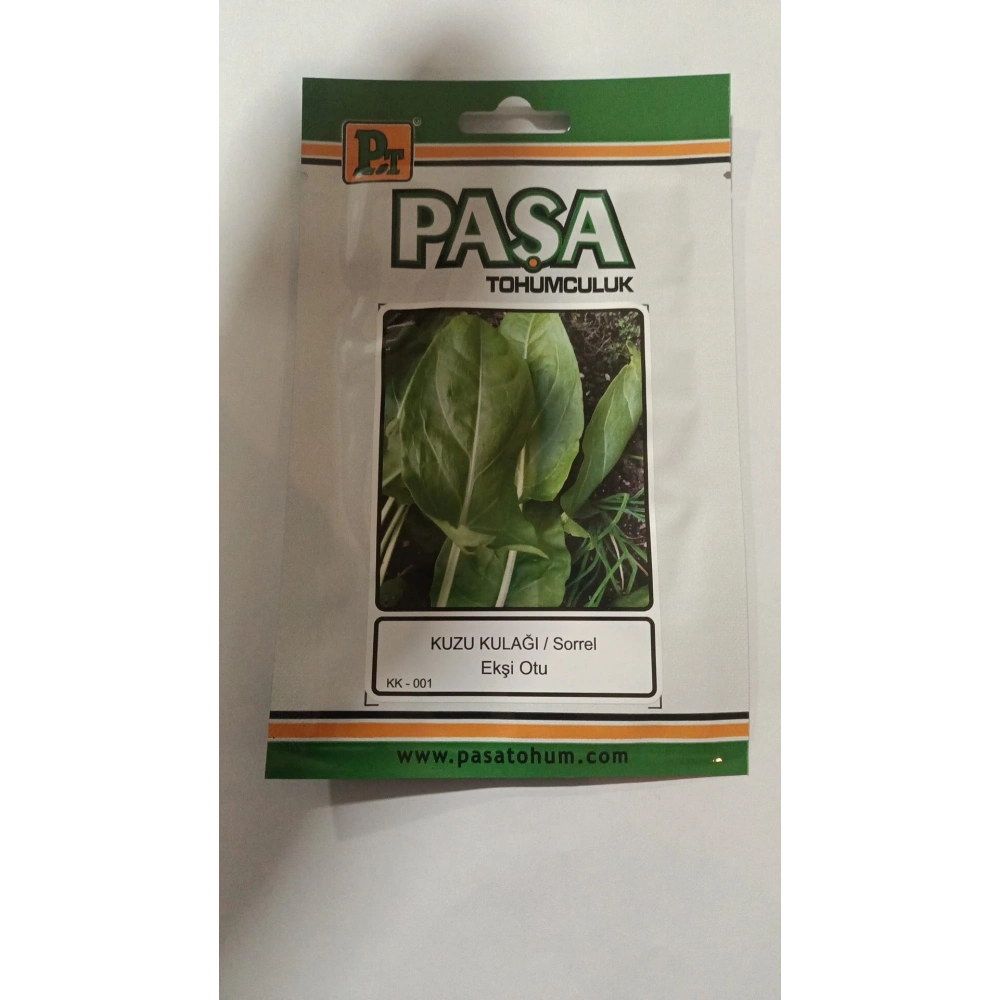 PT®
PAŞA
TOHUMCULUK
KUZU KULAĞI / Sorrel
Ekşi Otu
KK - 001
www.pasatohum.com